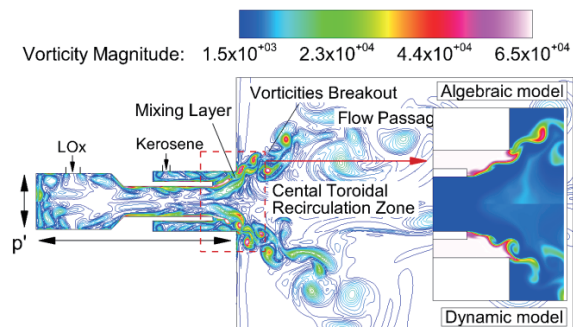 Vorticity Magnitude: 1.5x10+03 2.3x10+04 4.4x10+04 6.5x10+04
Algebraic model
Vorticities Breakout
Mixing Layer
Flow Passag
LOx
Kerosene
Cental Toroidal
Recirculation Zone
p'
Dynamic model